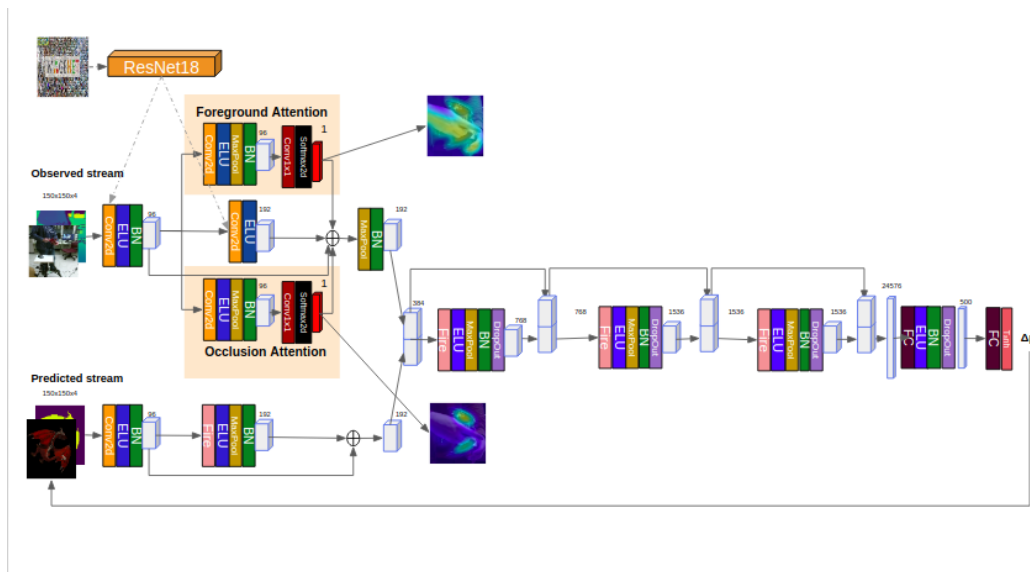 ResNet18
Foreground Attention
Conv2d
ELU
MaxPool
BN
96
Conv1x1
Softmax2d
1
Observed stream
150x150x4
Conv2d
ELU
BN
96
Conv2d
ELU
192
MaxPool
BN
192
Conv2d
ELU
MaxPool
BN
96
Conv1x1
Softmax2d
1
Occlusion Attention
Predicted stream
150x150x4
Conv2d
ELU
BN
96
Fire
ELU
MaxPool
BN
192
192
384
Fire
ELU
MaxPool
BN
DropOut
768
768
Fire
ELU
MaxPool
BN
DropOut
1536
1536
Fire
ELU
MaxPool
BN
DropOut
1536
24576
FC
ELU
BN
DropOut
500
FC
Tanh